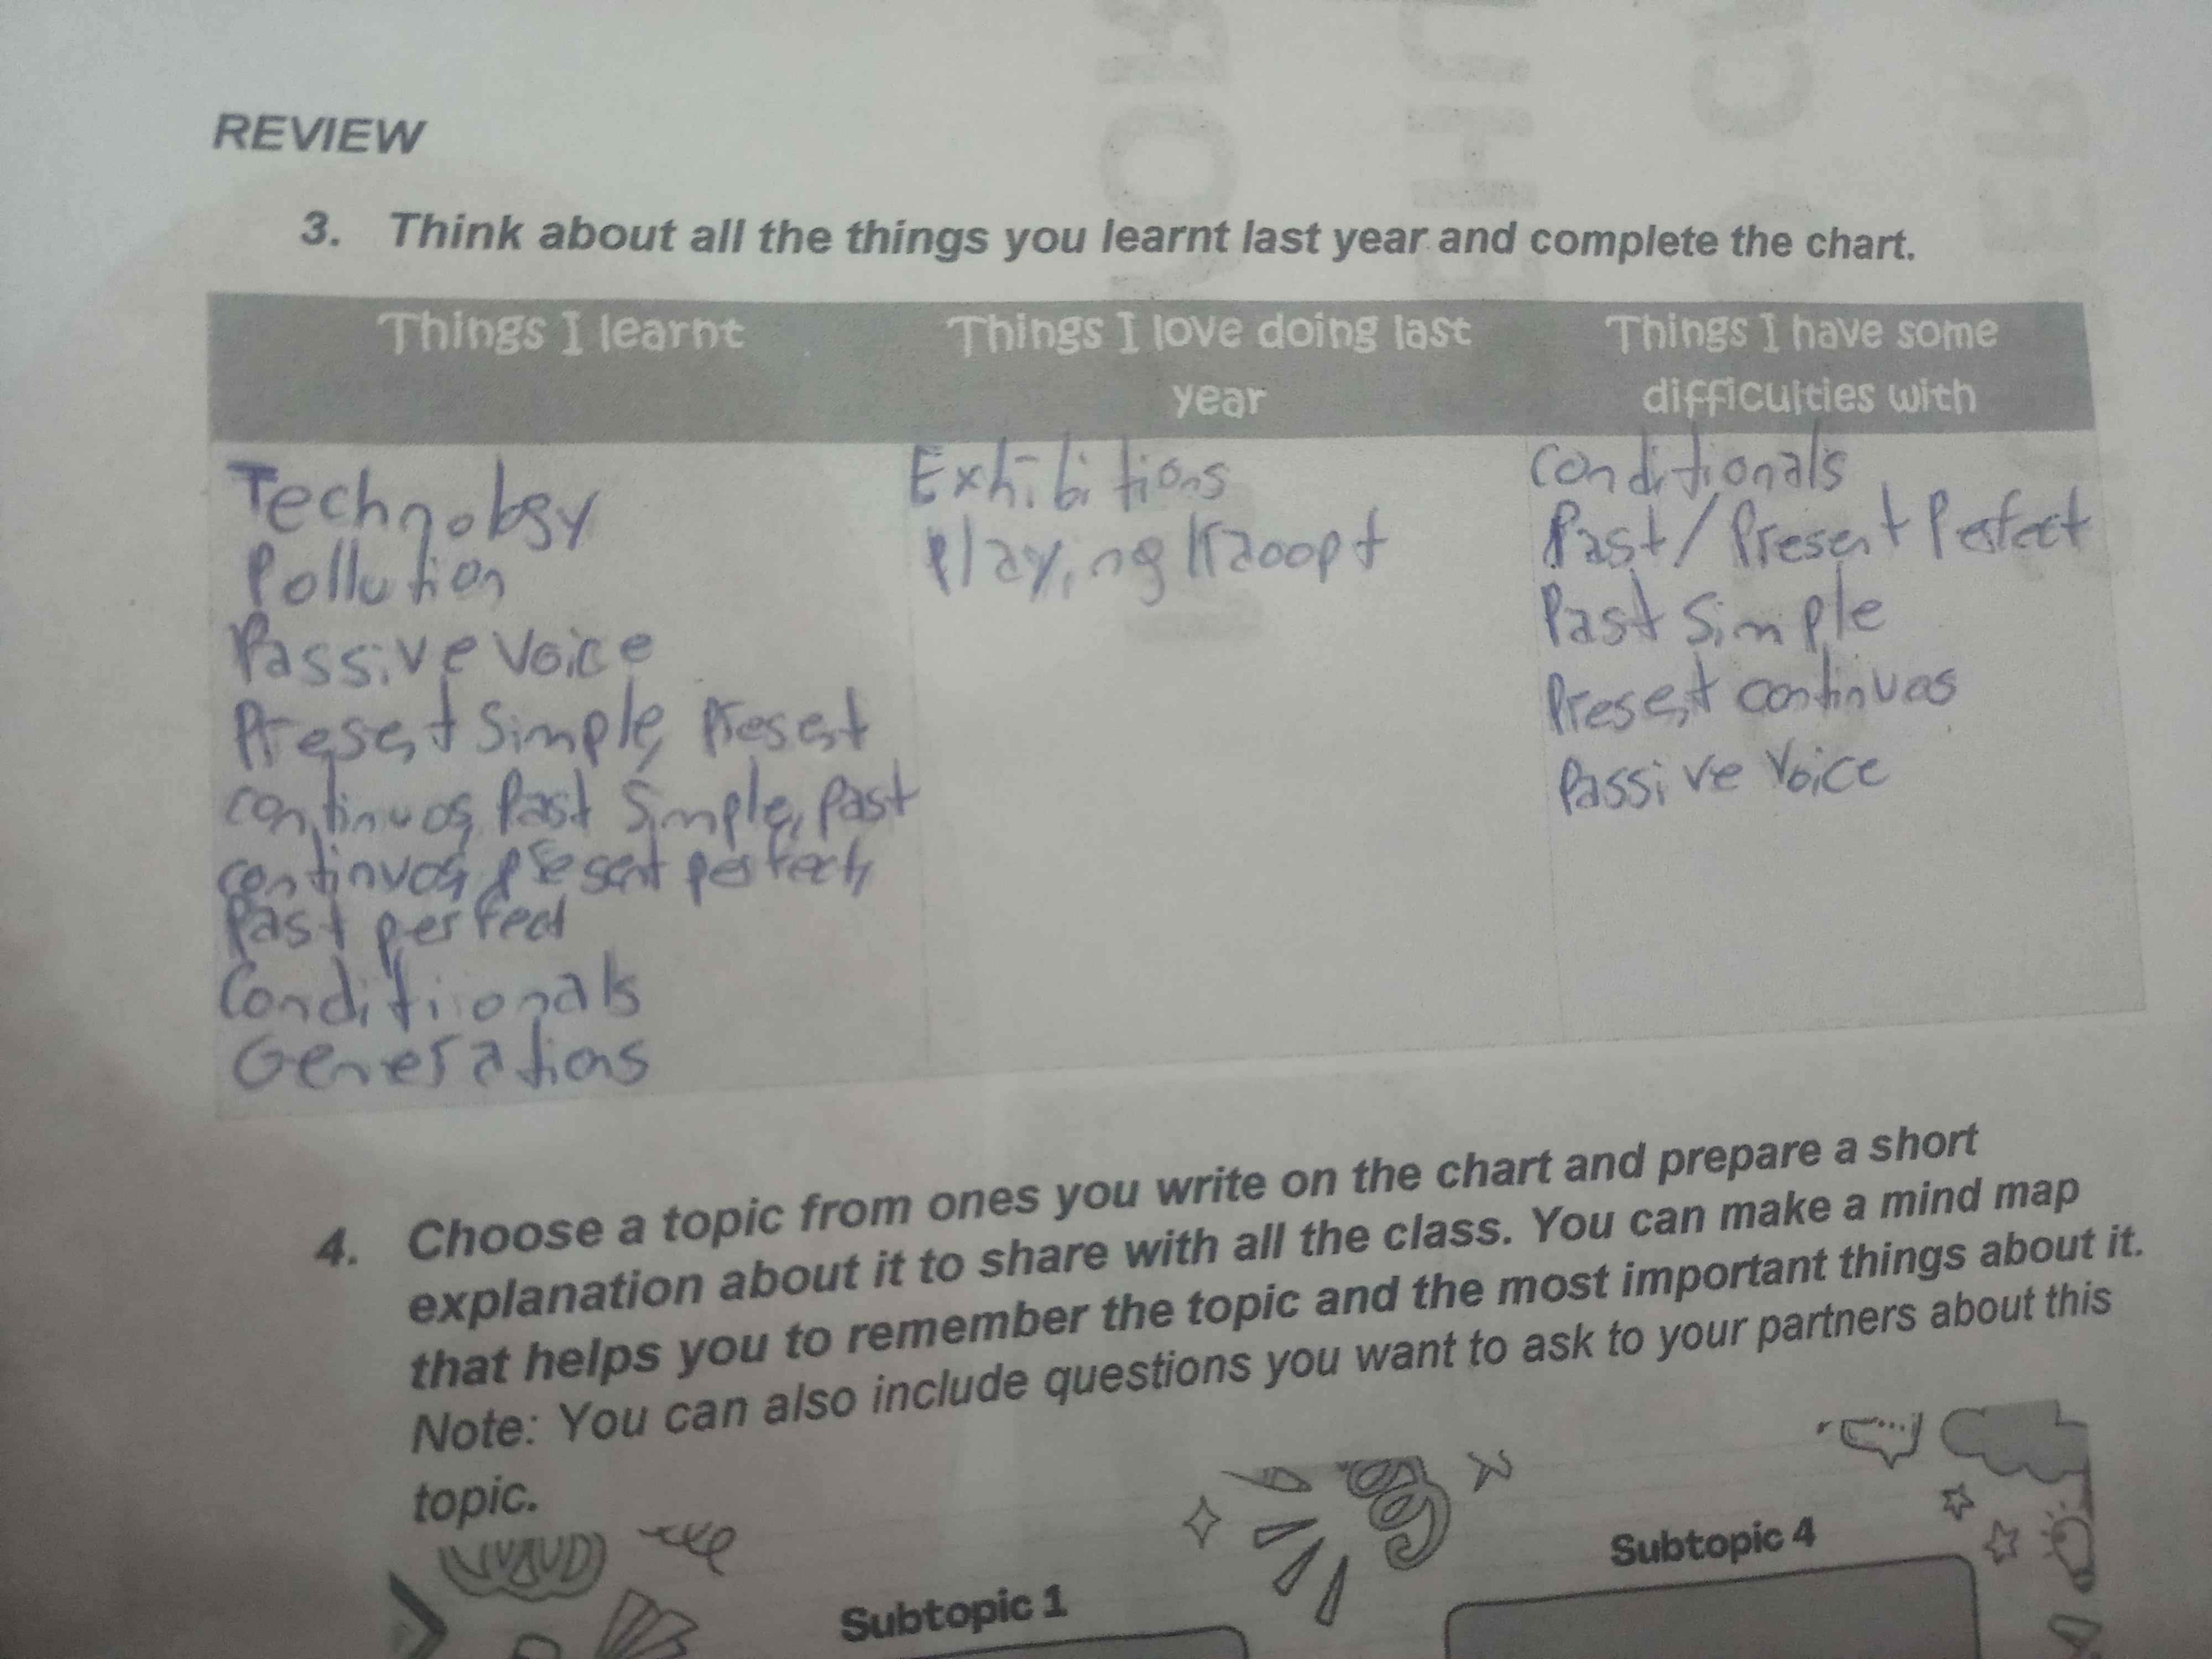 REVIEW
3. Think about all the things you learnt last year and complete the chart.
Things I learnt
Things I love doing last
year
Things I have some
difficulties with
Technology
Pollution
Passive Voice
Present Simple, Present
continuos, Past Simple, Past
continuos, present perfect,
Past perfect
Conditionals
Generations
Exhibitions
Playing Kaoopt
Conditionals
Past/Present Perfect
Past Simple
Present continuos
Passive Voice
4. Choose a topic from ones you write on the chart and prepare a short
explanation about it to share with all the class. You can make a mind map
that helps you to remember the topic and the most important things about it.
Note: You can also include questions you want to ask to your partners about this
topic.
Subtopic 1
Subtopic 4